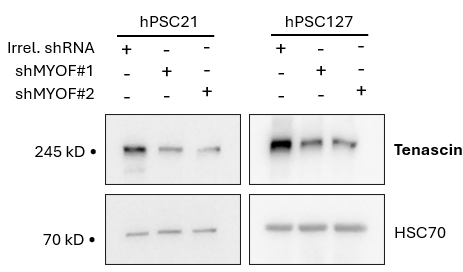 hPSC21 hPSC127
Irrel. shRNA + - - + - -
shMYOF#1 - + - - + -
shMYOF#2 - - + - - +
245 kD • Tenascin
70 kD • HSC70